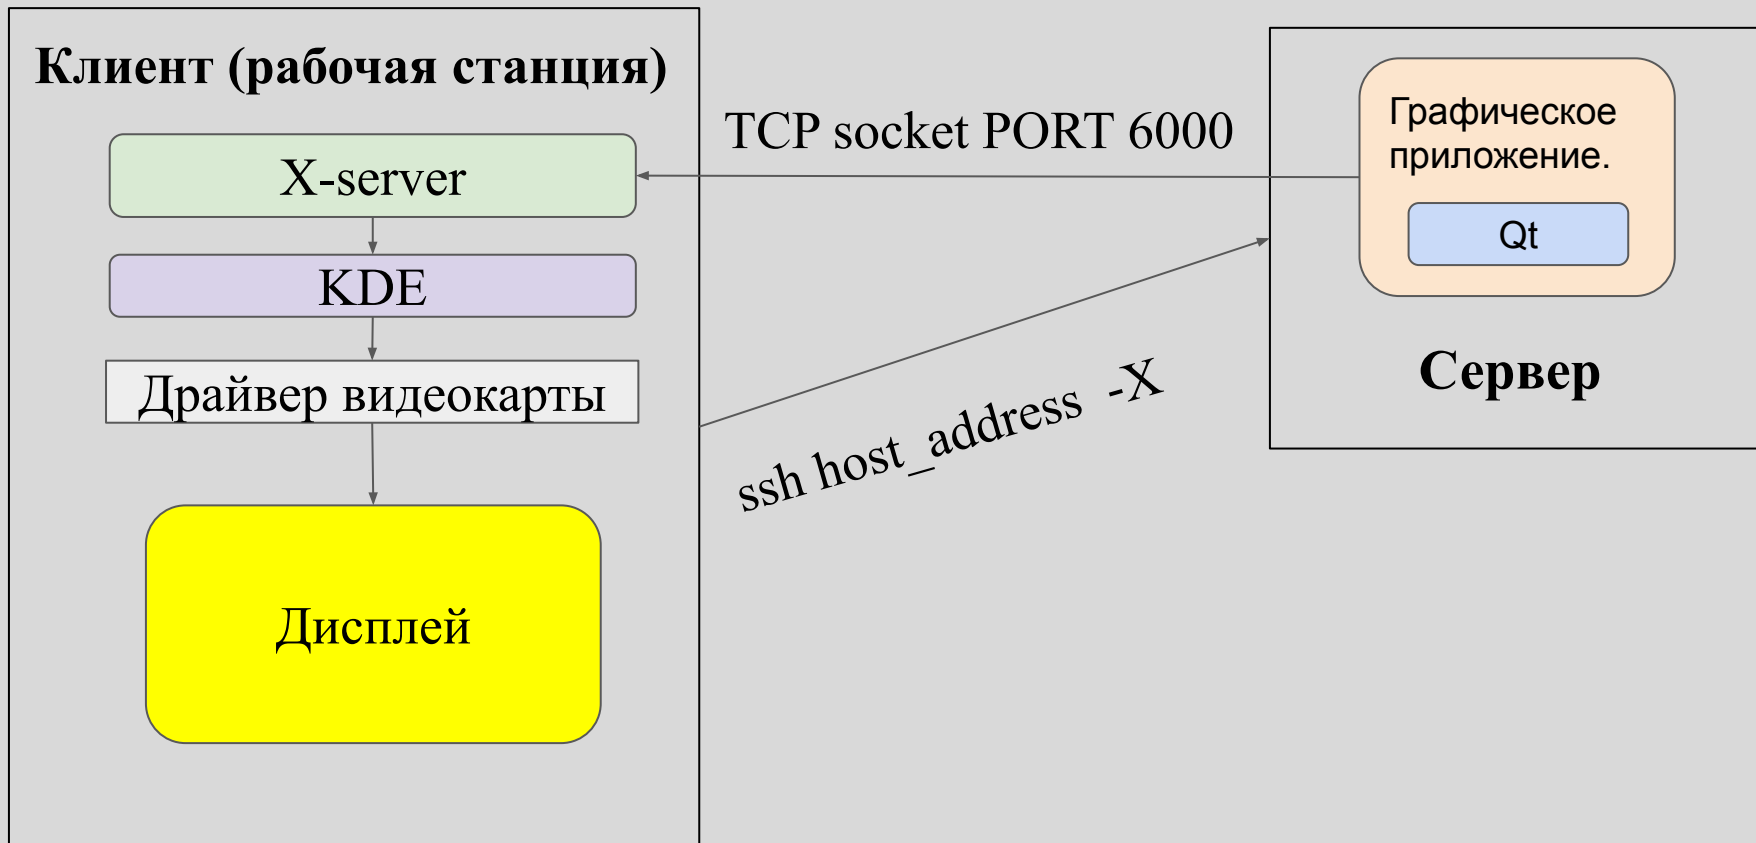 Клиент (рабочая станция)
X-server
KDE
Драйвер видеокарты
Дисплей
TCP socket PORT 6000
ssh host_address -X
Графическое
приложение.
Qt
Сервер